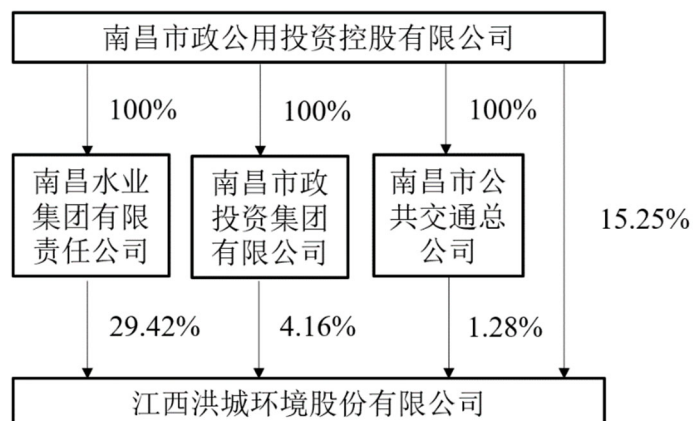 南昌市政公用投资控股有限公司
100%
100%
100%
南昌水业
集团有限
责任公司
南昌市政
投资集团
有限公司
南昌市公
共交通总
公司
15.25%
29.42%
4.16%
1.28%
江西洪城环境股份有限公司